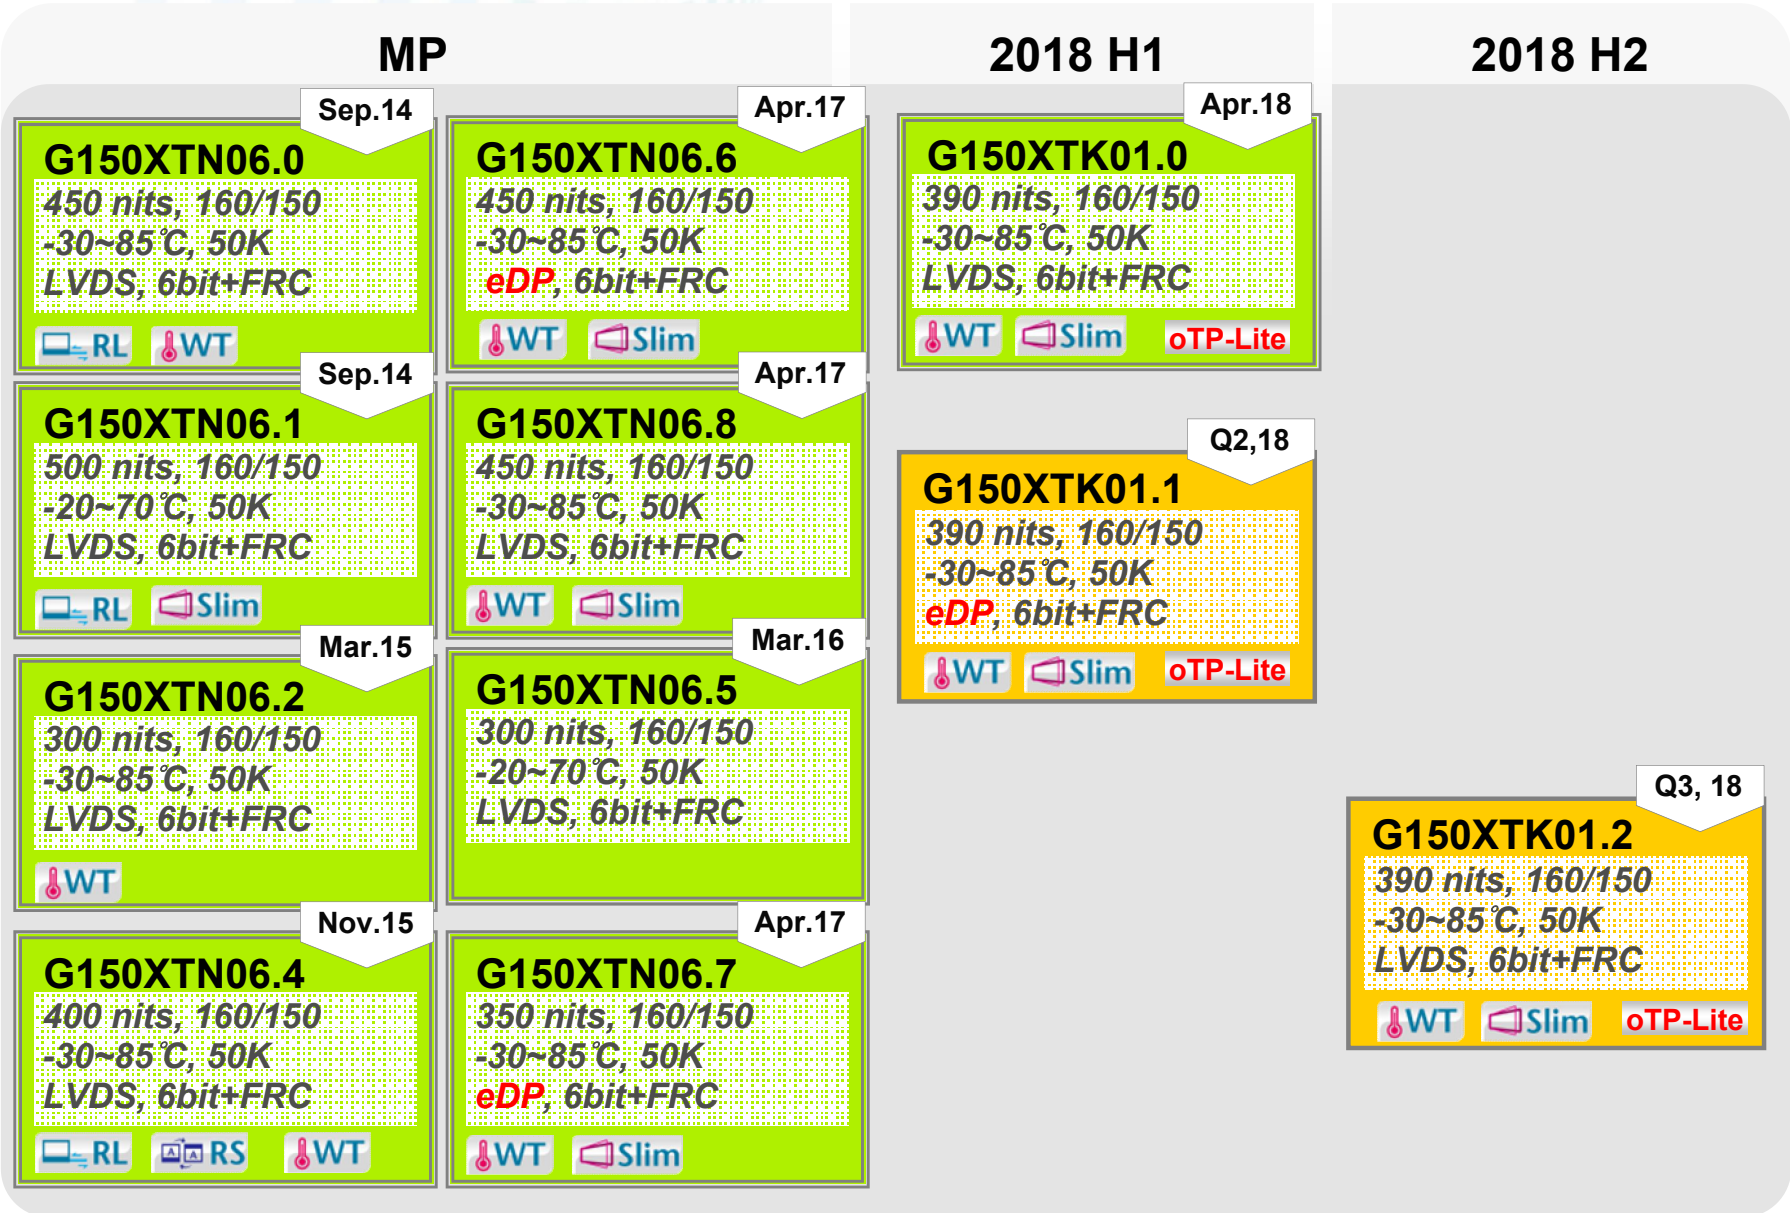 MP
2018 H1
2018 H2
Sep.14
G150XTN06.0
450 nits, 160/150
-30~85℃, 50K
LVDS, 6bit+FRC
RL WT
Sep.14
G150XTN06.1
500 nits, 160/150
-20~70℃, 50K
LVDS, 6bit+FRC
RL Slim
Mar.15
G150XTN06.2
300 nits, 160/150
-30~85℃, 50K
LVDS, 6bit+FRC
WT
Nov.15
G150XTN06.4
400 nits, 160/150
-30~85℃, 50K
LVDS, 6bit+FRC
RL A A RS WT
Apr.17
G150XTN06.6
450 nits, 160/150
-30~85℃, 50K
eDP, 6bit+FRC
WT Slim
Apr.17
G150XTN06.8
450 nits, 160/150
-30~85℃, 50K
LVDS, 6bit+FRC
WT Slim
Mar.16
G150XTN06.5
300 nits, 160/150
-20~70℃, 50K
LVDS, 6bit+FRC
Apr.17
G150XTN06.7
350 nits, 160/150
-30~85℃, 50K
eDP, 6bit+FRC
WT Slim
Apr.18
G150XTK01.0
390 nits, 160/150
-30~85℃, 50K
LVDS, 6bit+FRC
WT Slim oTP-Lite
Q2,18
G150XTK01.1
390 nits, 160/150
-30~85℃, 50K
eDP, 6bit+FRC
WT Slim oTP-Lite
Q3, 18
G150XTK01.2
390 nits, 160/150
-30~85℃, 50K
LVDS, 6bit+FRC
WT Slim oTP-Lite